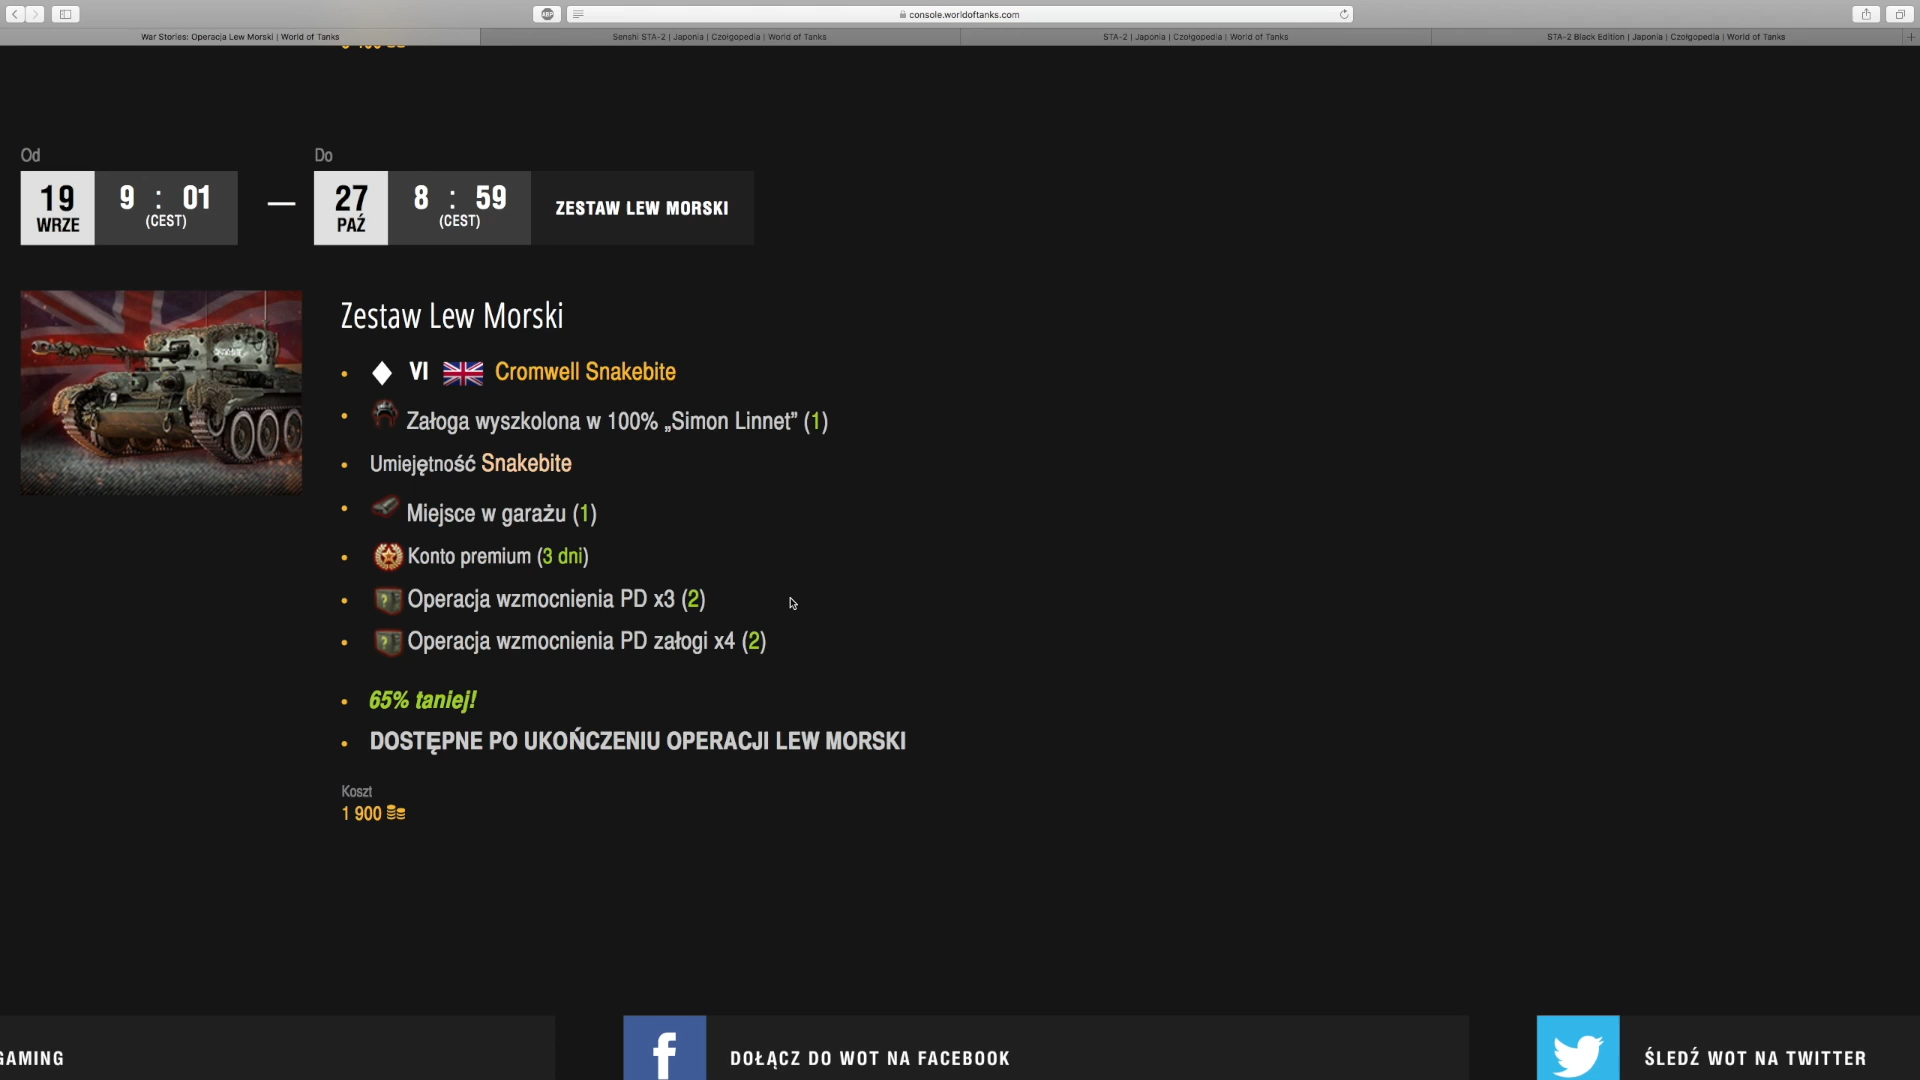 console.worldoftanks.com
War Stories: Operacja Lew Morski | World of Tanks
Senshi STA-2 | Japonia | Czołgopedia | World of Tanks
STA-2 | Japonia | Czołgopedia | World of Tanks
STA-2 Black Edition | Japonia | Czołgopedia | World of Tanks
Od
Do
19 WRZE
9 : 01
(CEST)
—
27 PAŹ
8 : 59
(CEST)
ZESTAW LEW MORSKI
Zestaw Lew Morski
VI Cromwell Snakebite
Załoga wyszkolona w 100% „Simon Linnet” (1)
Umiejętność Snakebite
Miejsce w garażu (1)
Konto premium (3 dni)
Operacja wzmocnienia PD x3 (2)
Operacja wzmocnienia PD załogi x4 (2)
65% taniej!
DOSTĘPNE PO UKOŃCZENIU OPERACJI LEW MORSKI
Koszt
1 900
GAMING
DOŁĄCZ DO WOT NA FACEBOOK
ŚLEDŹ WOT NA TWITTER